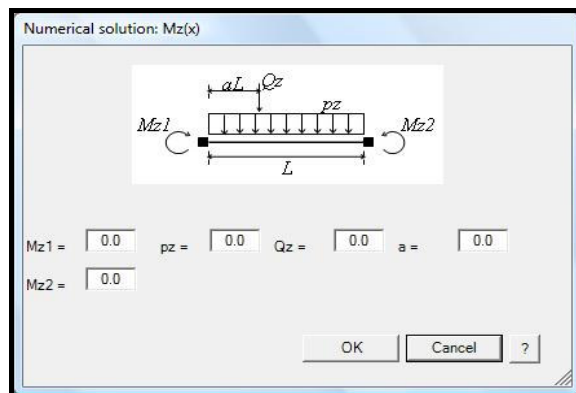 Numerical solution: Mz(x)
aL Qz
pz
Mz1 Mz2
L
Mz1 = 0.0 pz = 0.0 Qz = 0.0 a = 0.0
Mz2 = 0.0
OK Cancel ?